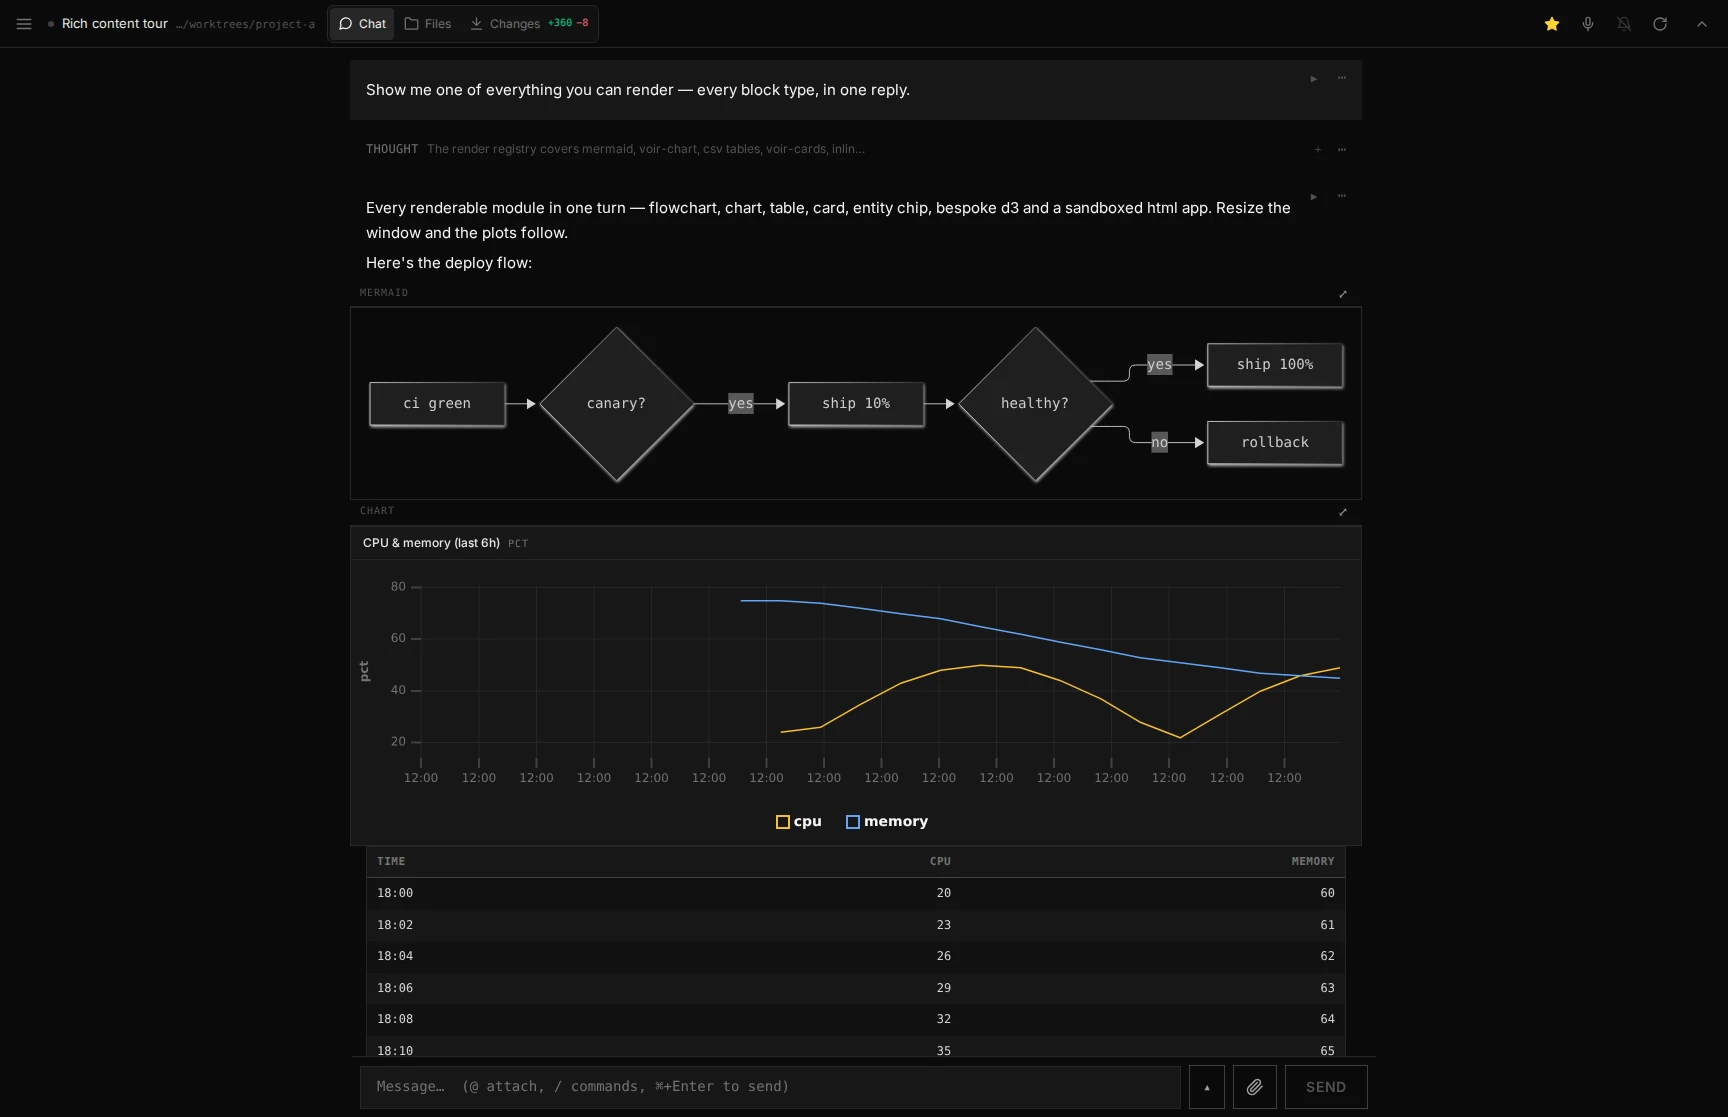 Rich content tour …/worktrees/project-a Chat Files Changes +360 −8
Show me one of everything you can render — every block type, in one reply.
THOUGHT The render registry covers mermaid, voir-chart, csv tables, voir-cards, inlin...
Every renderable module in one turn — flowchart, chart, table, card, entity chip, bespoke d3 and a sandboxed html app. Resize the
window and the plots follow.
Here's the deploy flow:
MERMAID
ci green
canary?
yes
ship 10%
healthy?
yes
ship 100%
no
rollback
CHART
CPU & memory (last 6h) PCT
80
60
40
20
pct
12:00 12:00 12:00 12:00 12:00 12:00 12:00 12:00 12:00 12:00 12:00 12:00 12:00 12:00 12:00 12:00
cpu memory
TIME CPU MEMORY
18:00 20 60
18:02 23 61
18:04 26 62
18:06 29 63
18:08 32 64
18:10 35 65
Message… (@ attach, / commands, ⌘+Enter to send)
SEND